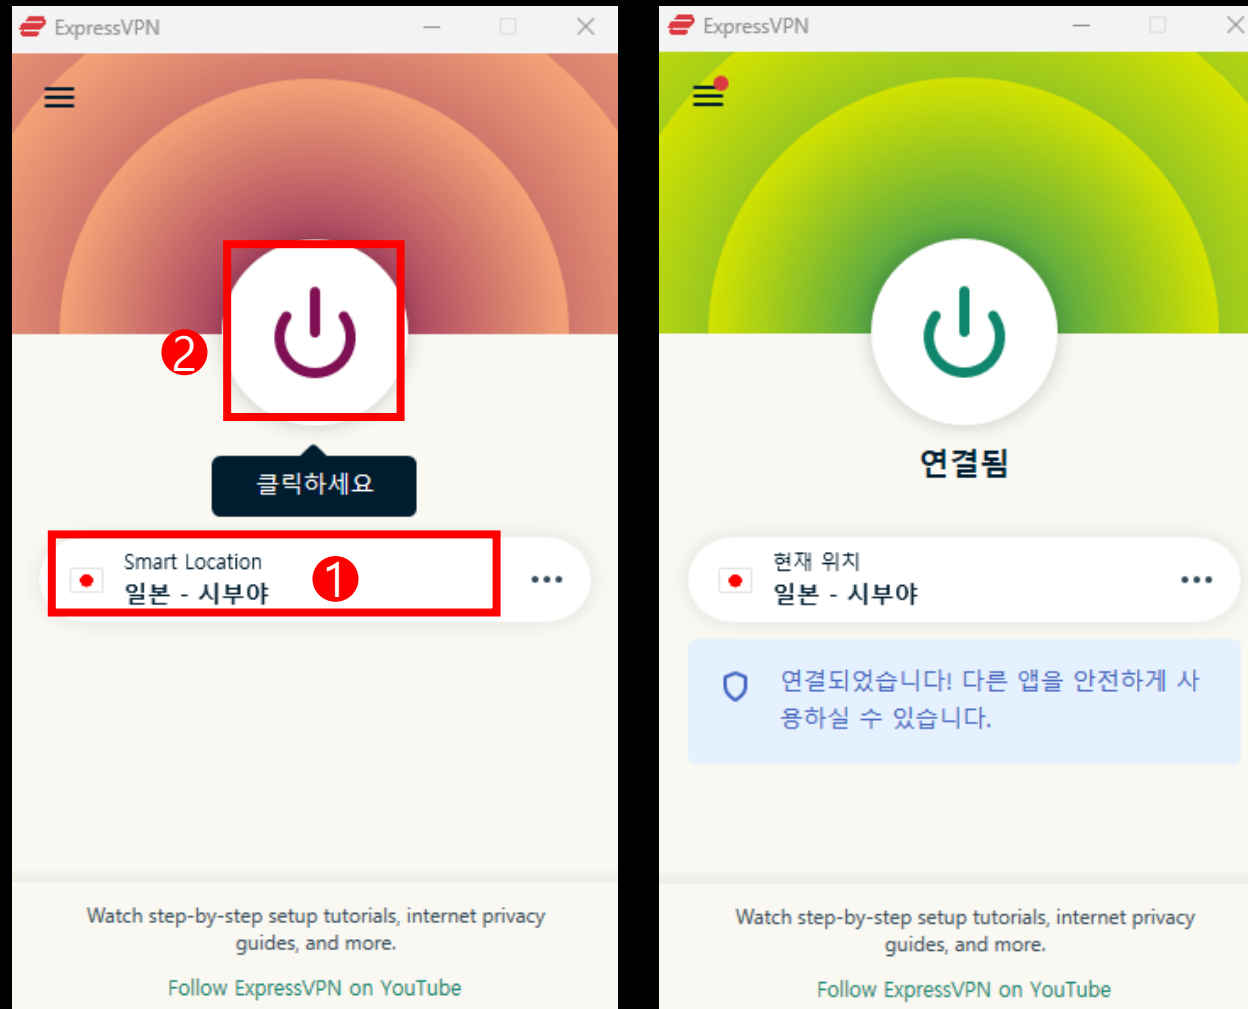 ExpressVPN
2
클릭하세요
Smart Location
일본 - 시부야
1
Watch step-by-step setup tutorials, internet privacy
guides, and more.
Follow ExpressVPN on YouTube
ExpressVPN
연결됨
현재 위치
일본 - 시부야
연결되었습니다! 다른 앱을 안전하게 사
용하실 수 있습니다.
Watch step-by-step setup tutorials, internet privacy
guides, and more.
Follow ExpressVPN on YouTube